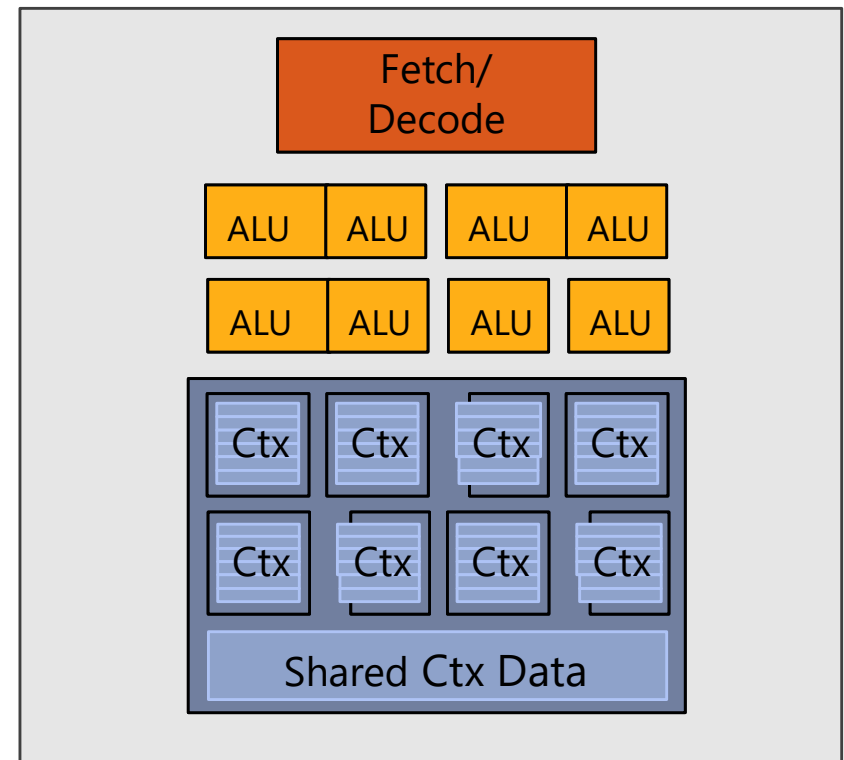 Fetch/
Decode
ALU ALU ALU ALU
ALU ALU ALU ALU
Ctx Ctx Ctx Ctx
Ctx Ctx Ctx Ctx
Shared Ctx Data